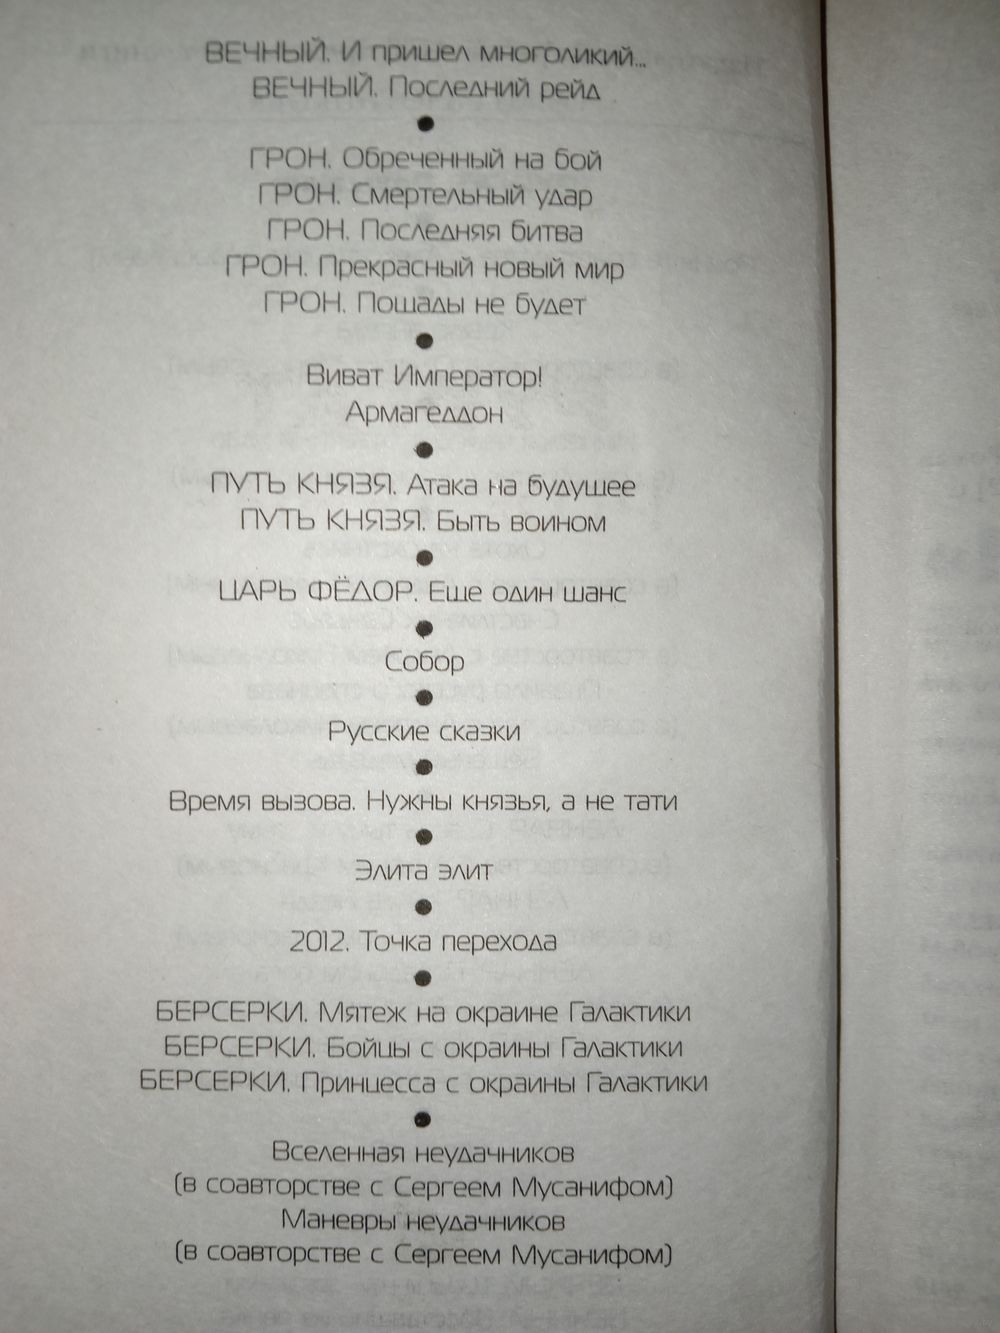 ВЕЧНЫЙ. И пришел многоликий...
ВЕЧНЫЙ. Последний рейд
●
ГРОН. Обреченный на бой
ГРОН. Смертельный удар
ГРОН. Последняя битва
ГРОН. Прекрасный новый мир
ГРОН. Пощады не будет
●
Виват Император!
Армагеддон
●
ПУТЬ КНЯЗЯ. Атака на будущее
ПУТЬ КНЯЗЯ. Быть воином
●
ЦАРЬ ФЁДОР. Еще один шанс
●
Собор
●
Русские сказки
●
Время вызова. Нужны князья, а не тати
●
Элита элит
●
2012. Точка перехода
●
БЕРСЕРКИ. Мятеж на окраине Галактики
БЕРСЕРКИ. Бойцы с окраины Галактики
БЕРСЕРКИ. Принцесса с окраины Галактики
●
Вселенная неудачников
(в соавторстве с Сергеем Мусанифом)
Маневры неудачников
(в соавторстве с Сергеем Мусанифом)